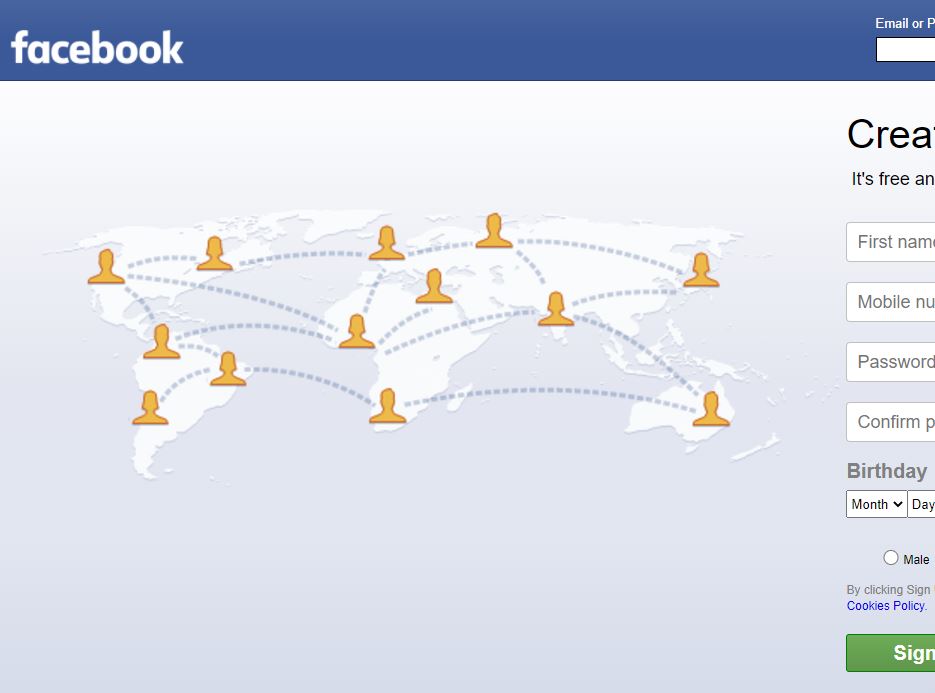 facebook
Email or P
Crea
It's free an
First name
Mobile nu
Password
Confirm p
Birthday
Month
Day
Male
By clicking Sign
Cookies Policy.
Sign